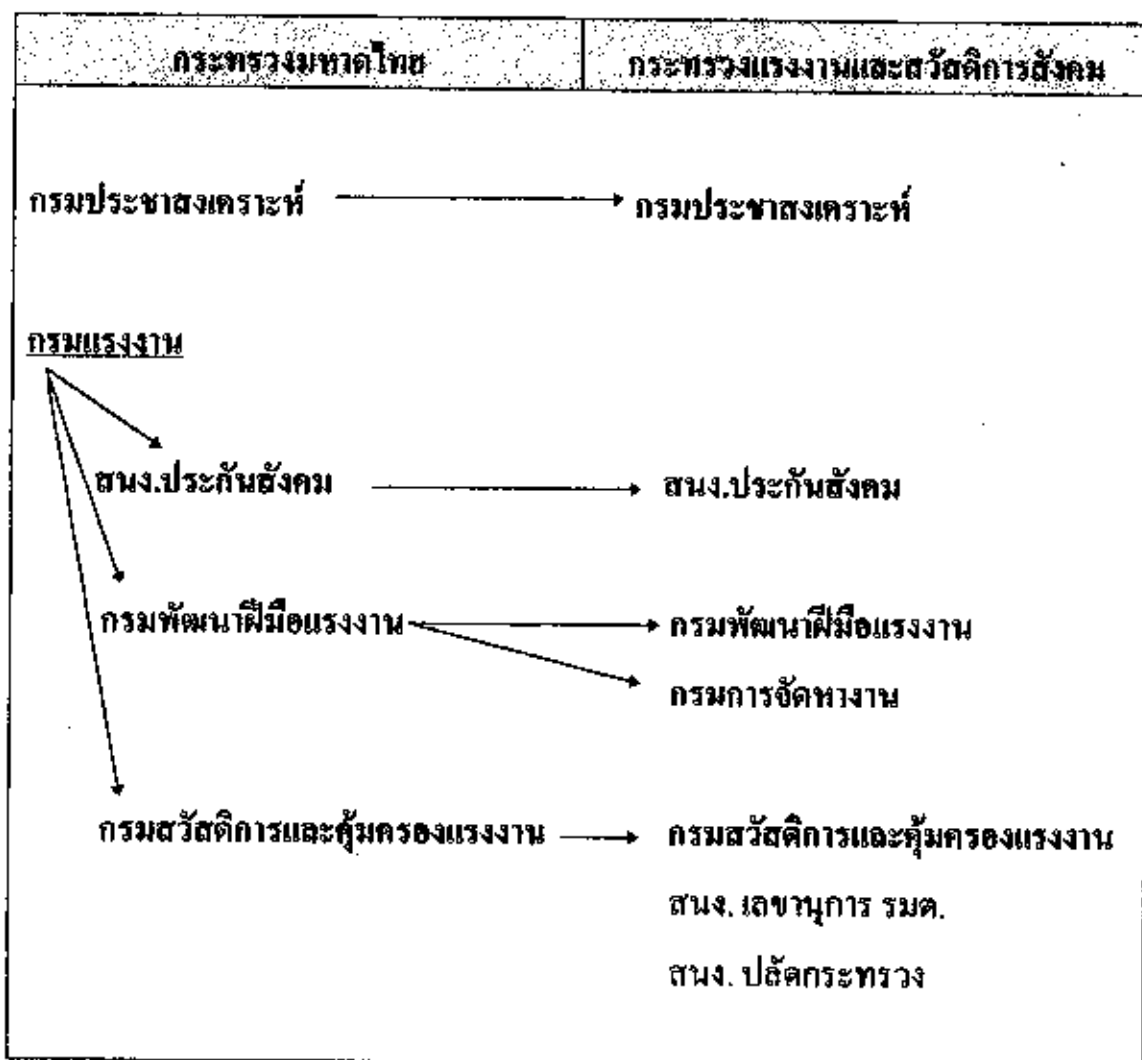 กระทรวงมหาดไทย กระทรวงแรงงานและสวัสดิการสังคม
กรมประชาสงเคราะห์ กรมประชาสงเคราะห์
กรมแรงงาน
สนง.ประกันสังคม สนง.ประกันสังคม
กรมพัฒนาฝีมือแรงงาน กรมพัฒนาฝีมือแรงงาน
กรมการจัดหางาน
กรมสวัสดิการและคุ้มครองแรงงาน กรมสวัสดิการและคุ้มครองแรงงาน
สนง. เลขานุการ รมต.
สนง. ปลัดกระทรวง